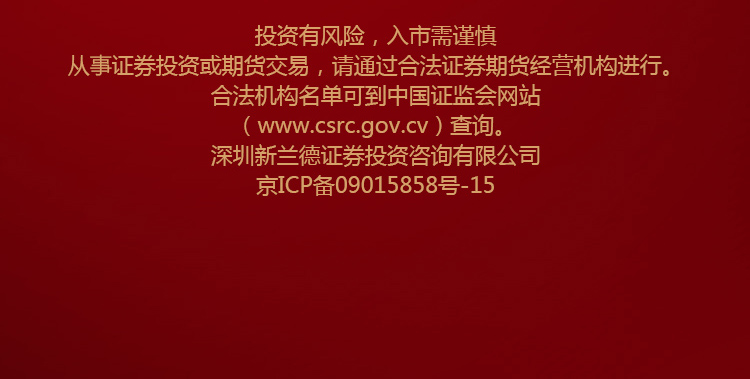 投资有风险，入市需谨慎
从事证券投资或期货交易，请通过合法证券期货经营机构进行。
合法机构名单可到中国证监会网站
（www.csrc.gov.cv）查询。
深圳新兰德证券投资咨询有限公司
京ICP备09015858号-15